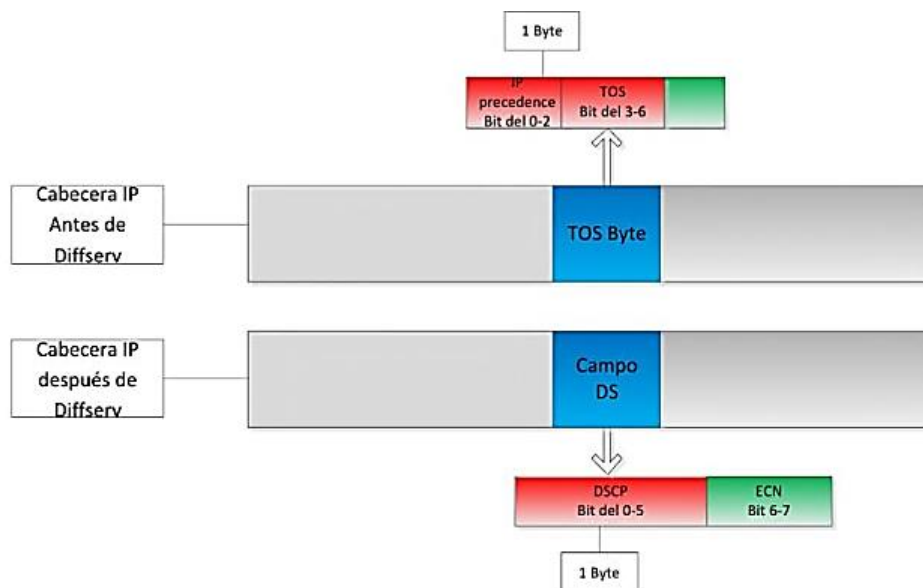 1 Byte
IP
precedence
Bit del 0-2
TOS
Bit del 3-6
Cabecera IP
Antes de
Diffserv
TOS Byte
Cabecera IP
después de
Diffserv
Campo
DS
DSCP
Bit del 0-5
ECN
Bit 6-7
1 Byte